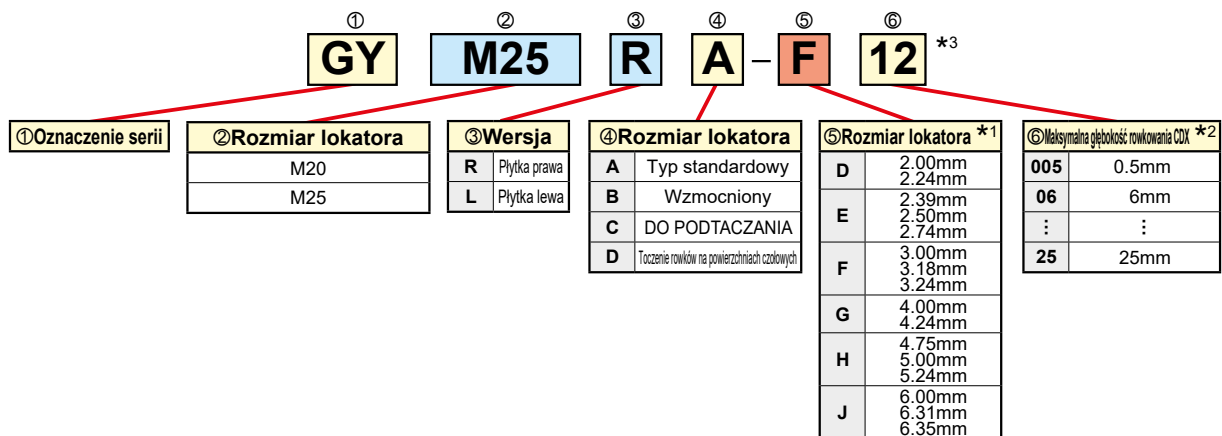 ① ② ③ ④ ⑤ ⑥
GY M25 R A – F 12 *3
①Oznaczenie serii
②Rozmiar lokatora
M20
M25
③Wersja
R Płytka prawa
L Płytka lewa
④Rozmiar lokatora
A Typ standardowy
B Wzmocniony
C DO PODTACZANIA
D Toczenie rowków na powierzchniach czołowych
⑤Rozmiar lokatora *1
D 2.00mm
2.24mm
E 2.39mm
2.50mm
2.74mm
F 3.00mm
3.18mm
3.24mm
G 4.00mm
4.24mm
H 4.75mm
5.00mm
5.24mm
J 6.00mm
6.31mm
6.35mm
⑥Maksymalna głębokość rowkowania CDX *2
005 0.5mm
06 6mm
⋮ ⋮
25 25mm